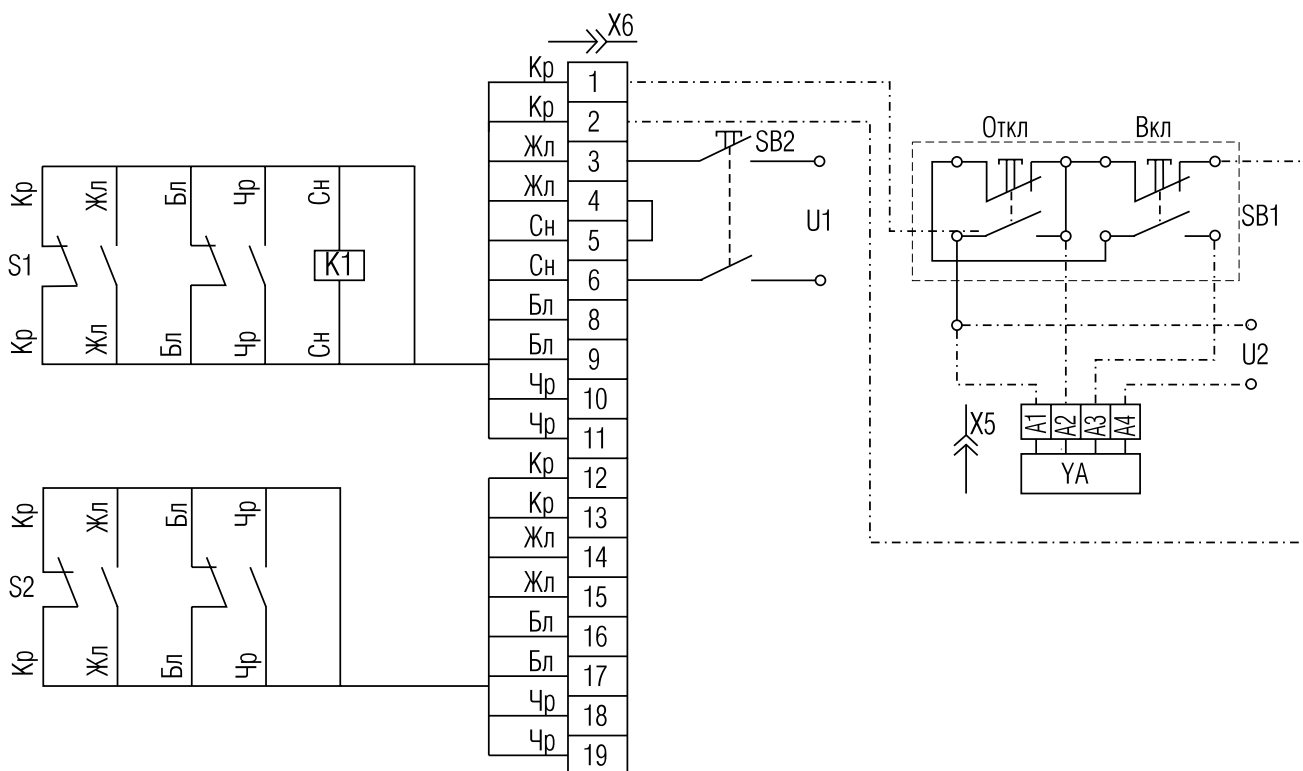 X6
Кр 1
Кр 2
Жл 3
Жл 4
Сн 5
Сн 6
Бл 8
Бл 9
Чр 10
Чр 11
Кр 12
Кр 13
Жл 14
Жл 15
Бл 16
Бл 17
Чр 18
Чр 19
Кр Жл Бл Чр Сн
S1 K1
Кр Жл Бл Чр Сн
Кр Жл Бл Чр
S2
Кр Жл Бл Чр
SB2
U1
Откл Вкл
SB1
U2
X5
A1 A2 A3 A4
YA